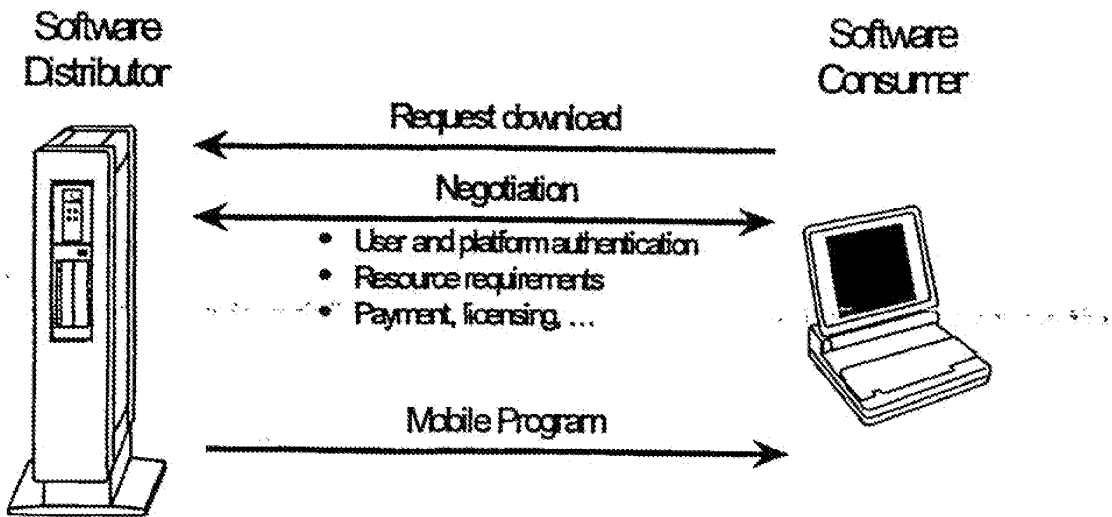 Software
Distributor
Software
Consumer
Request download
Negotiation
• User and platform authentication
• Resource requirements
• Payment, licensing, ...
Mobile Program